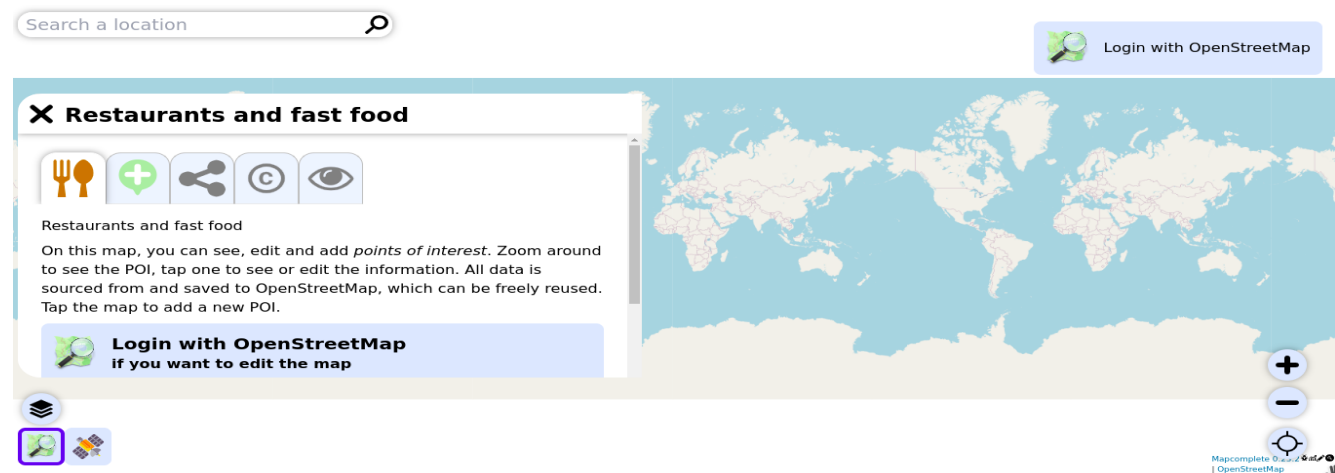 Search a location
Login with OpenStreetMap
Restaurants and fast food
Restaurants and fast food
On this map, you can see, edit and add points of interest. Zoom around
to see the POI, tap one to see or edit the information. All data is
sourced from and saved to OpenStreetMap, which can be freely reused.
Tap the map to add a new POI.
Login with OpenStreetMap
if you want to edit the map
Mapcomplete
| OpenStreetMap